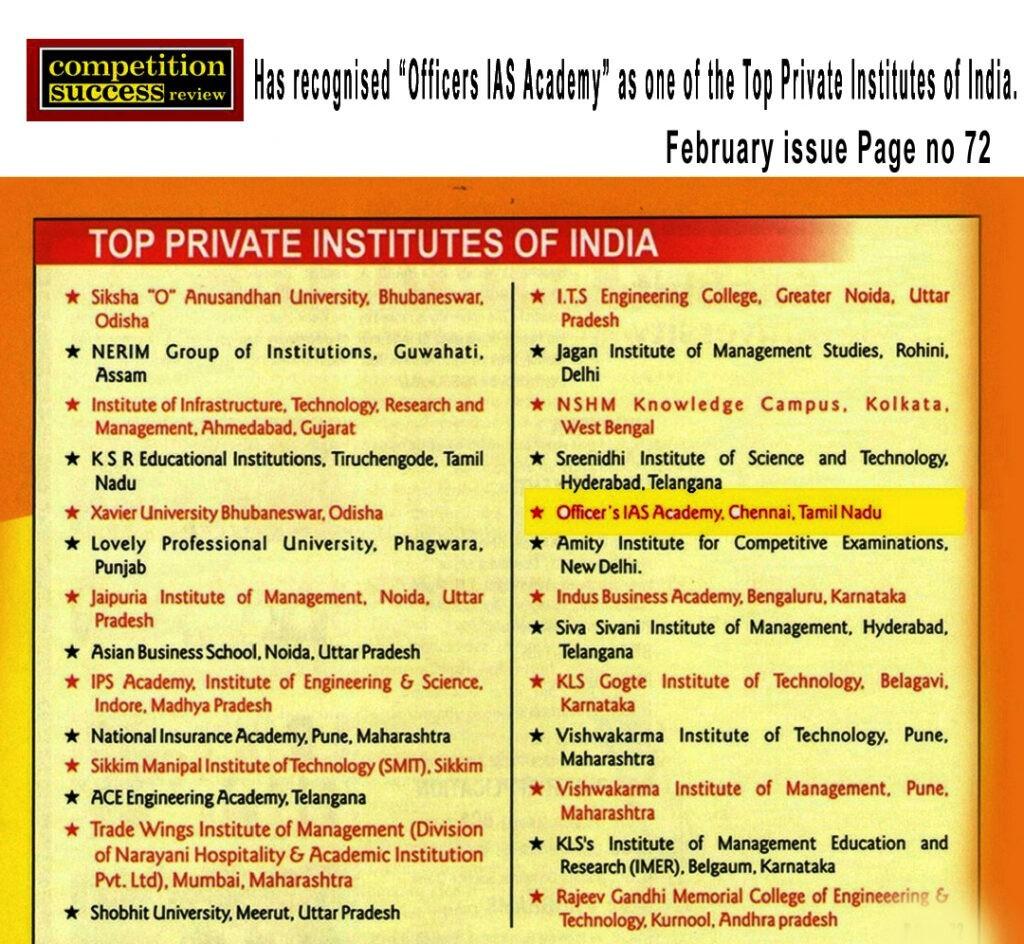 competition
success review
Has recognised “Officers IAS Academy” as one of the Top Private Institutes of India.
February issue Page no 72
TOP PRIVATE INSTITUTES OF INDIA
★ Siksha "O" Anusandhan University, Bhubaneswar,
Odisha
★ NERIM Group of Institutions, Guwahati,
Assam
★ Institute of Infrastructure, Technology, Research and
Management, Ahmedabad, Gujarat
★ K S R Educational Institutions, Tiruchengode, Tamil
Nadu
★ Xavier University Bhubaneswar, Odisha
★ Lovely Professional University, Phagwara,
Punjab
★ Jaipuria Institute of Management, Noida, Uttar
Pradesh
★ Asian Business School, Noida, Uttar Pradesh
★ IPS Academy, Institute of Engineering & Science,
Indore, Madhya Pradesh
★ National Insurance Academy, Pune, Maharashtra
★ Sikkim Manipal Institute of Technology (SMIT), Sikkim
★ ACE Engineering Academy, Telangana
★ Trade Wings Institute of Management (Division
of Narayani Hospitality & Academic Institution
Pvt. Ltd), Mumbai, Maharashtra
★ Shobhit University, Meerut, Uttar Pradesh
★ I.T.S Engineering College, Greater Noida, Uttar
Pradesh
★ Jagan Institute of Management Studies, Rohini,
Delhi
★ NSHM Knowledge Campus, Kolkata,
West Bengal
★ Sreenidhi Institute of Science and Technology,
Hyderabad, Telangana
★ Officer's IAS Academy, Chennai, Tamil Nadu
★ Amity Institute for Competitive Examinations,
New Delhi.
★ Indus Business Academy, Bengaluru, Karnataka
★ Siva Sivani Institute of Management, Hyderabad,
Telangana
★ KLS Gogte Institute of Technology, Belagavi,
Karnataka
★ Vishwakarma Institute of Technology, Pune,
Maharashtra
★ Vishwakarma Institute of Management, Pune,
Maharashtra
★ KLS's Institute of Management Education and
Research (IMER), Belgaum, Karnataka
★ Rajeev Gandhi Memorial College of Engineeering &
Technology, Kurnool, Andhra pradesh